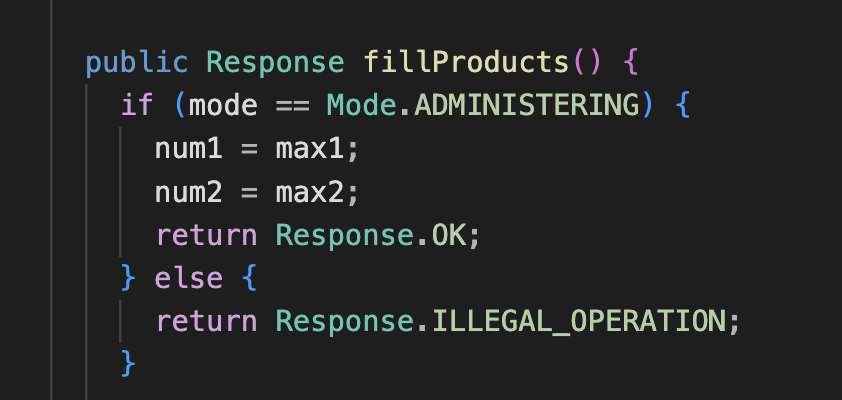 public Response fillProducts() {
if (mode == Mode.ADMINISTERING) {
num1 = max1;
num2 = max2;
return Response.OK;
} else {
return Response.ILLEGAL_OPERATION;
}